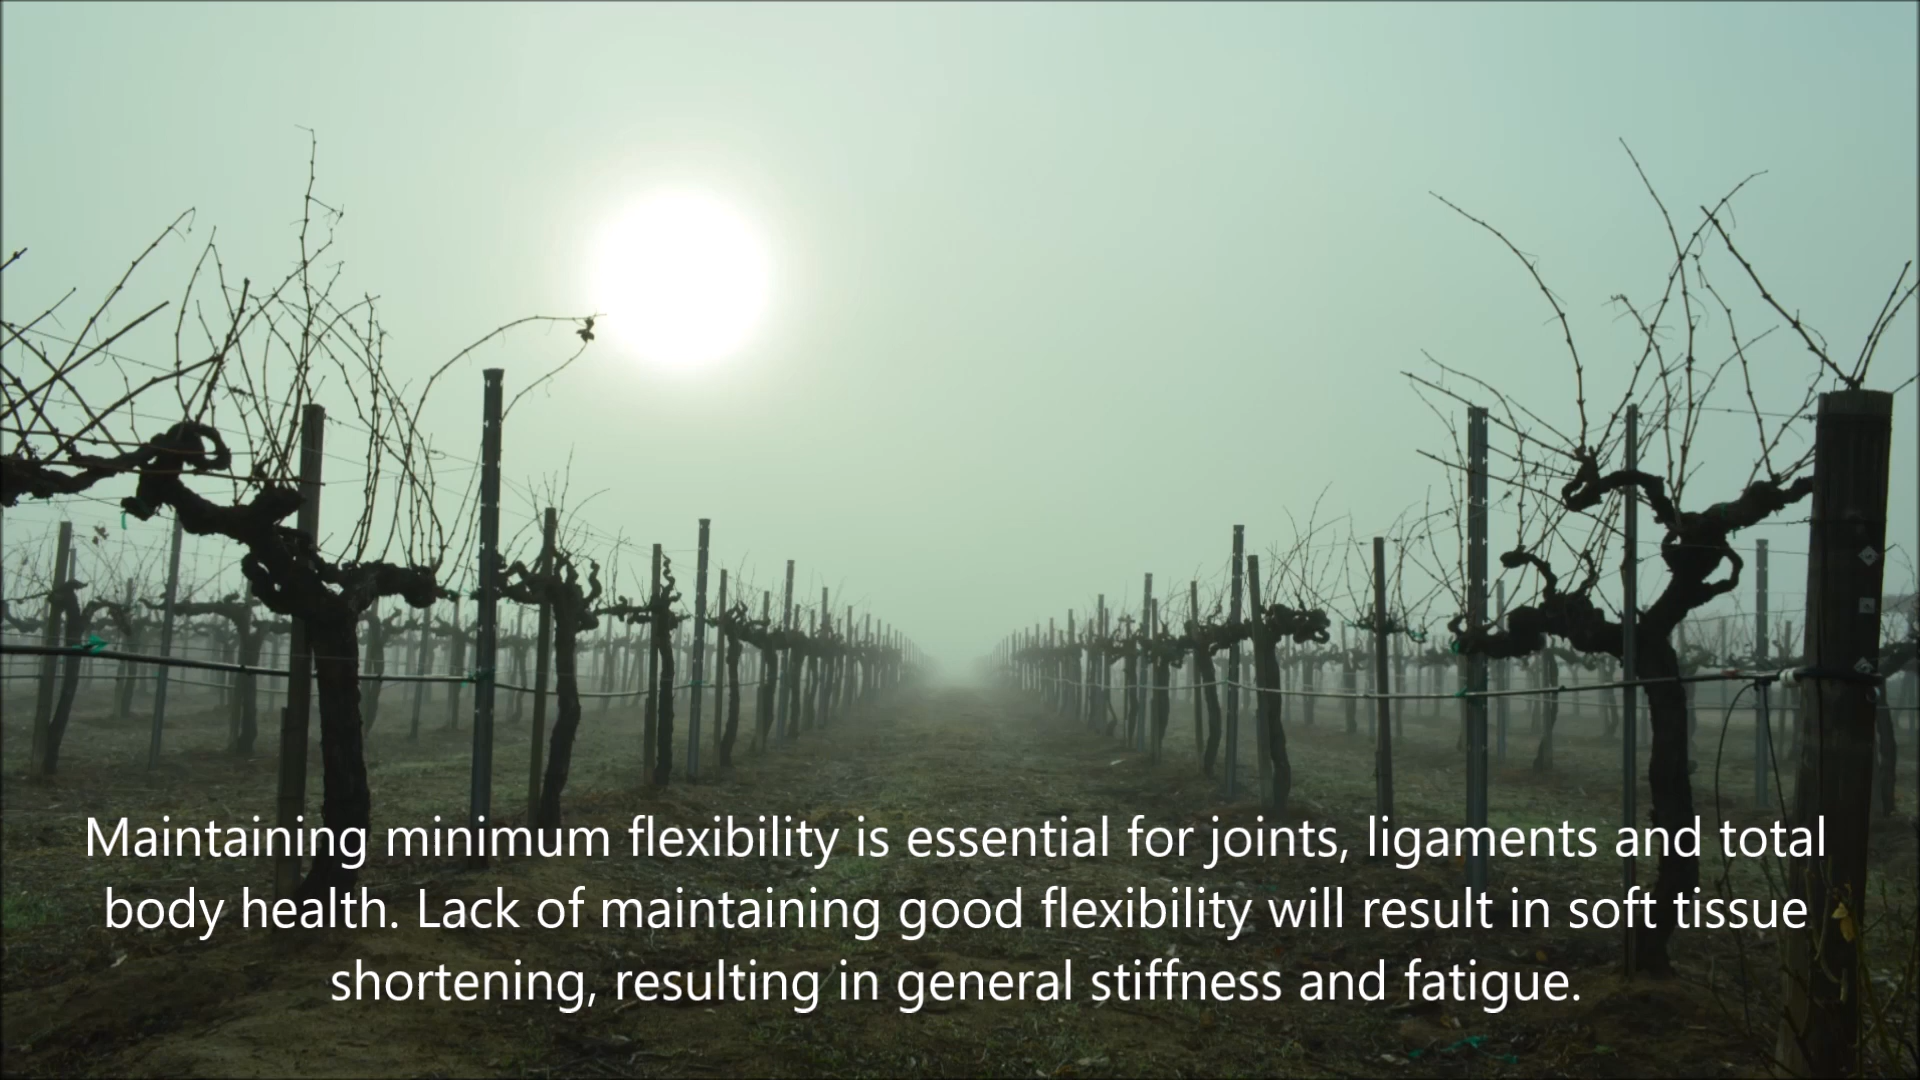 Maintaining minimum flexibility is essential for joints, ligaments and total
body health. Lack of maintaining good flexibility will result in soft tissue
shortening, resulting in general stiffness and fatigue.